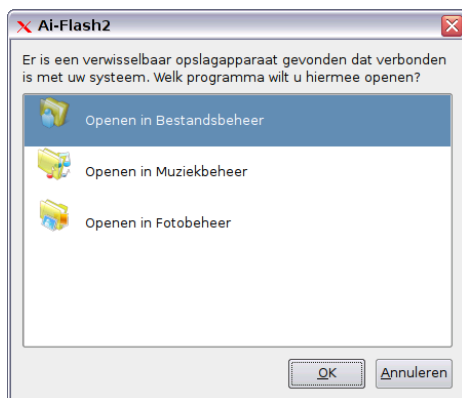 Ai-Flash2
Er is een verwisselbaar opslagapparaat gevonden dat verbonden
is met uw systeem. Welk programma wilt u hiermee openen?
Openen in Bestandsbeheer
Openen in Muziekbeheer
Openen in Fotobeheer
OK Annuleren